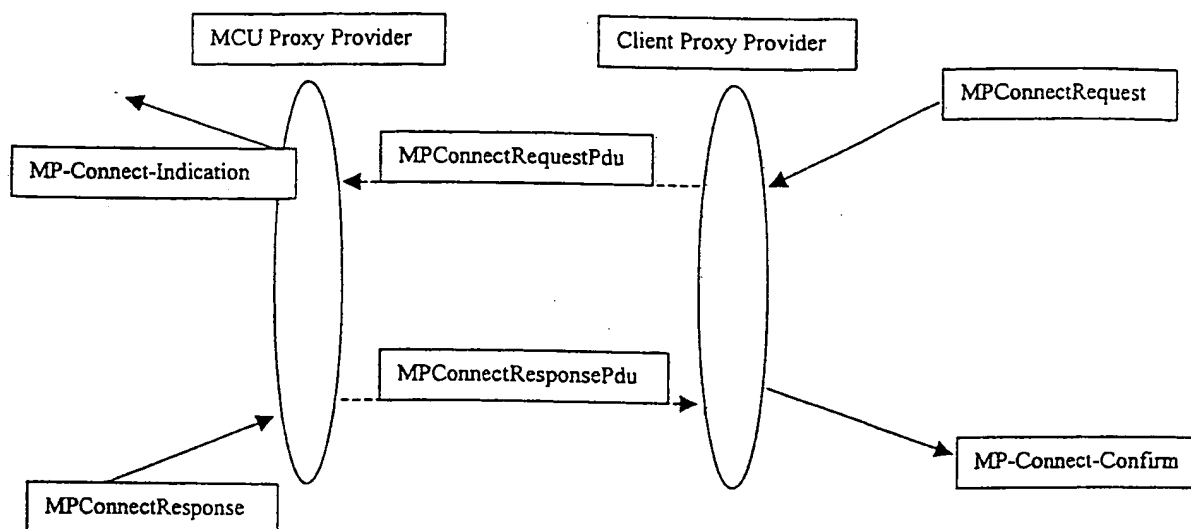 MCU Proxy Provider
Client Proxy Provider
MPConnectRequest
MPConnectRequestPdu
MP-Connect-Indication
MPConnectResponsePdu
MP-Connect-Confirm
MPConnectResponse